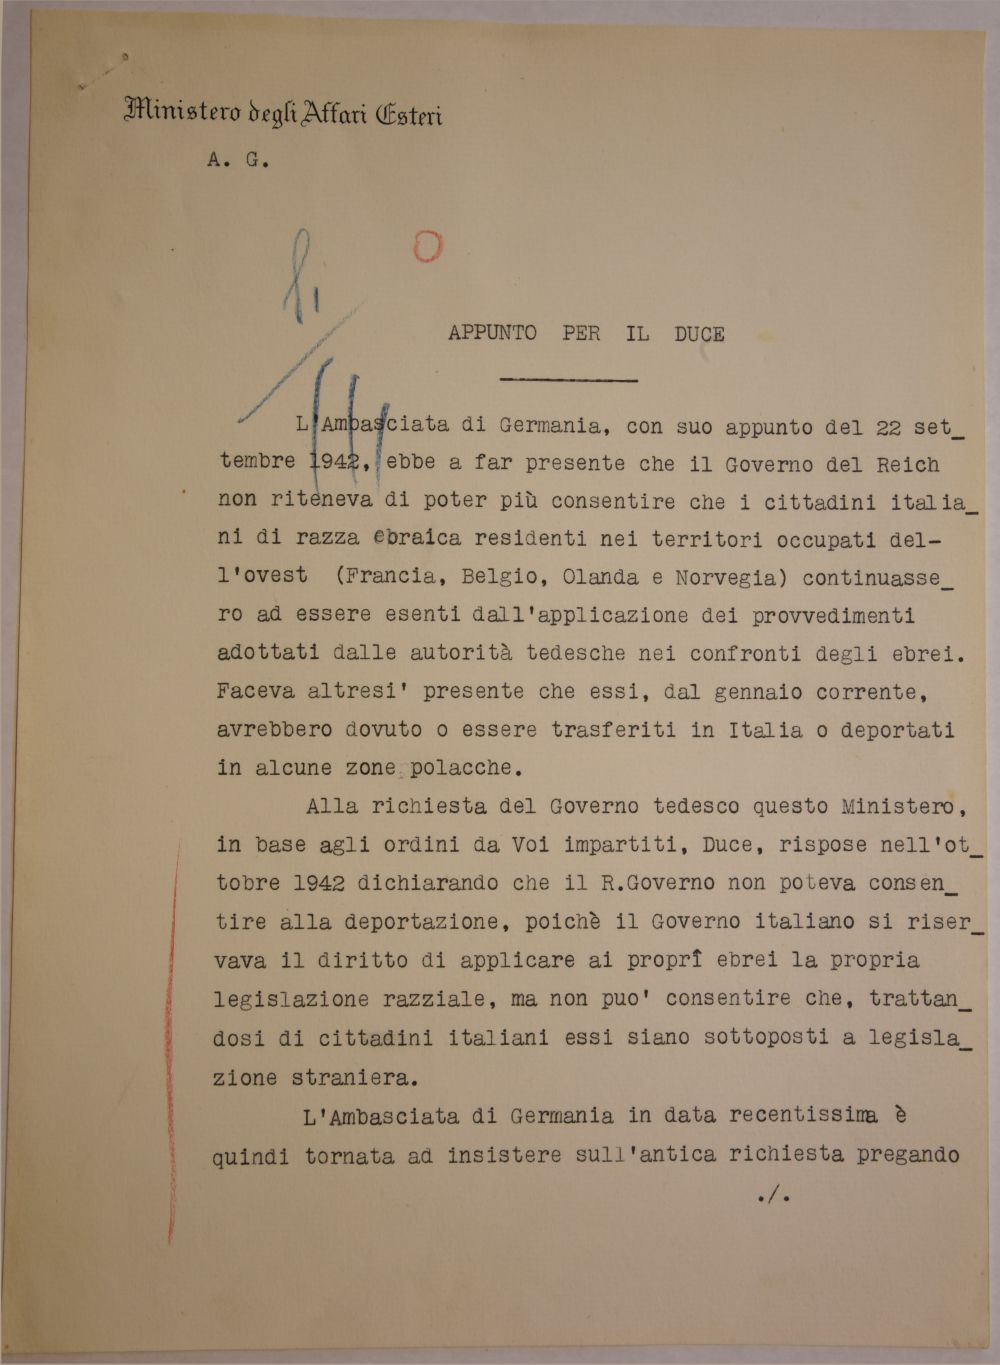 Ministero degli Affari Esteri
A. G.
APPUNTO PER IL DUCE
L'Ambasciata di Germania, con suo appunto del 22 set_
tembre 1942, ebbe a far presente che il Governo del Reich
non riteneva di poter più consentire che i cittadini italia_
ni di razza ebraica residenti nei territori occupati del-
l'ovest (Francia, Belgio, Olanda e Norvegia) continuasse_
ro ad essere esenti dall'applicazione dei provvedimenti
adottati dalle autorità tedesche nei confronti degli ebrei.
Faceva altresi' presente che essi, dal gennaio corrente,
avrebbero dovuto o essere trasferiti in Italia o deportati
in alcune zone polacche.
Alla richiesta del Governo tedesco questo Ministero,
in base agli ordini da Voi impartiti, Duce, rispose nell'ot_
tobre 1942 dichiarando che il R.Governo non poteva consen_
tire alla deportazione, poichè il Governo italiano si riser_
vava il diritto di applicare ai proprî ebrei la propria
legislazione razziale, ma non puo' consentire che, trattan_
dosi di cittadini italiani essi siano sottoposti a legisla_
zione straniera.
L'Ambasciata di Germania in data recentissima è
quindi tornata ad insistere sull'antica richiesta pregando
./.